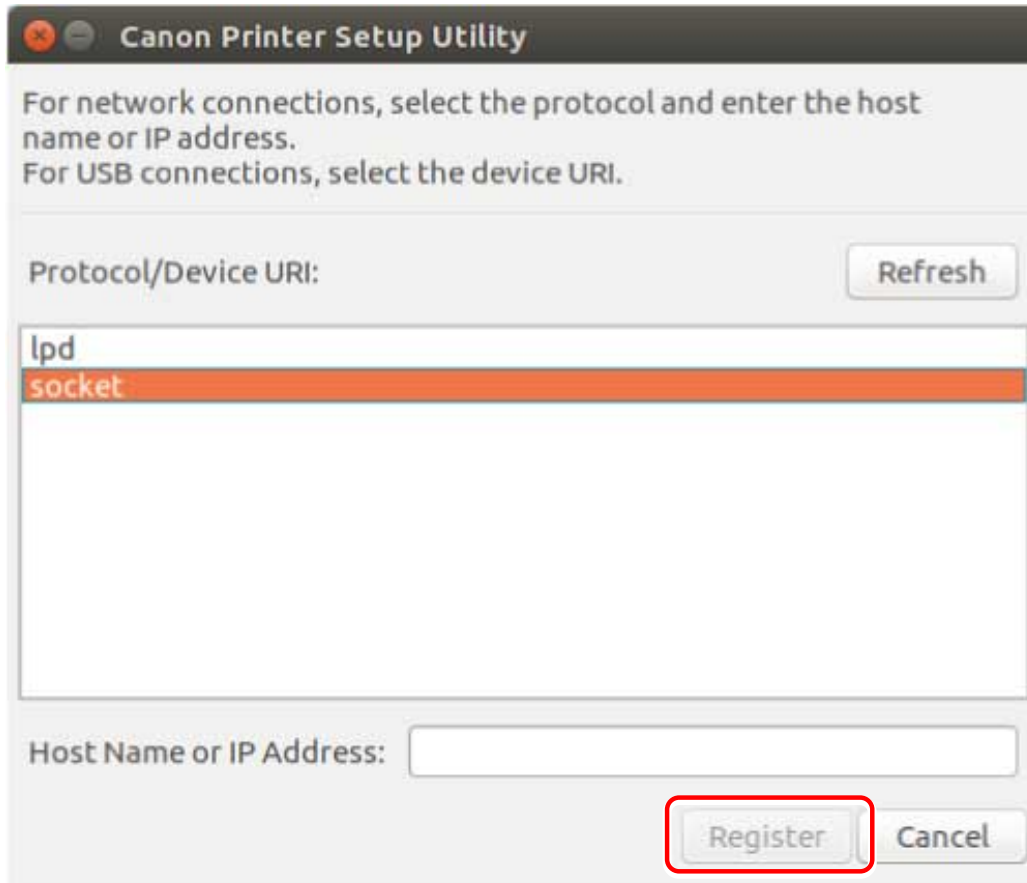 Canon Printer Setup Utility
For network connections, select the protocol and enter the host
name or IP address.
For USB connections, select the device URI.
Protocol/Device URI:
Refresh
lpd
socket
Host Name or IP Address:
Register
Cancel